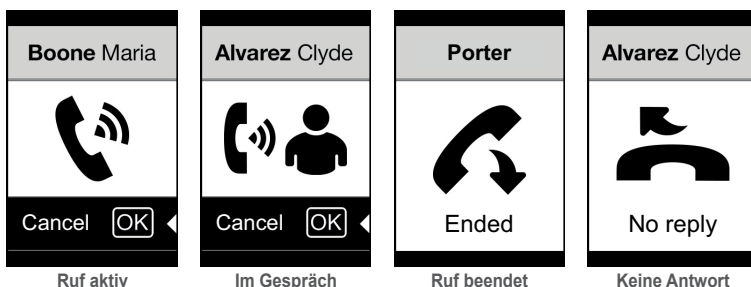 Boone Maria
Cancel OK
Ruf aktiv
Alvarez Clyde
Cancel OK
Im Gespräch
Porter
Ended
Ruf beendet
Alvarez Clyde
No reply
Keine Antwort